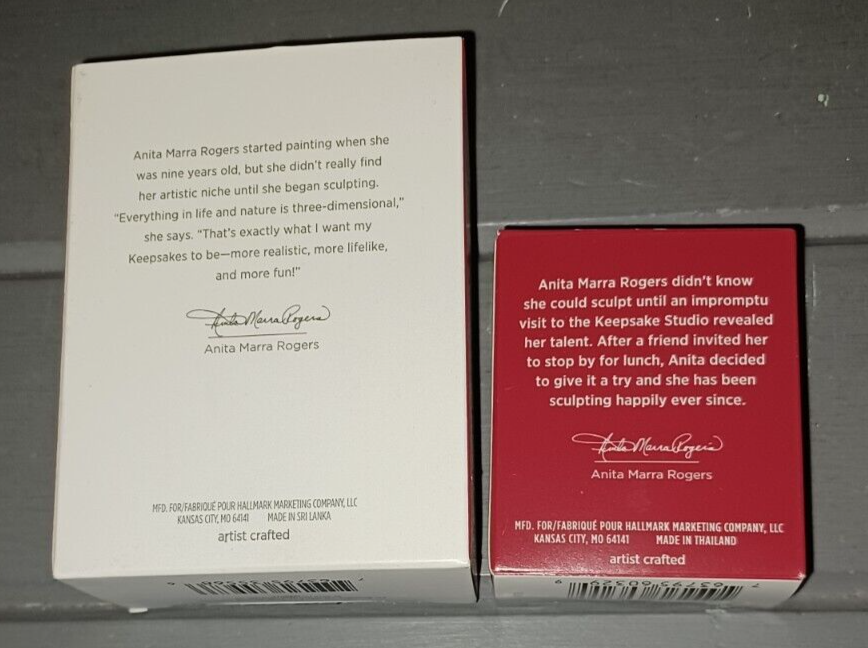 Anita Marra Rogers started painting when she
was nine years old, but she didn't really find
her artistic niche until she began sculpting.
"Everything in life and nature is three-dimensional,"
she says. "That's exactly what I want my
Keepsakes to be—more realistic, more lifelike,
and more fun!"
Anita Marra Rogers
Anita Marra Rogers
MFD. FOR/FABRIQUÉ POUR HALLMARK MARKETING COMPANY, LLC
KANSAS CITY, MO 64141 MADE IN SRI LANKA
artist crafted
Anita Marra Rogers didn't know
she could sculpt until an impromptu
visit to the Keepsake Studio revealed
her talent. After a friend invited her
to stop by for lunch, Anita decided
to give it a try and she has been
sculpting happily ever since.
Anita Marra Rogers
Anita Marra Rogers
MFD. FOR/FABRIQUÉ POUR HALLMARK MARKETING COMPANY, LLC
KANSAS CITY, MO 64141 MADE IN THAILAND
artist crafted